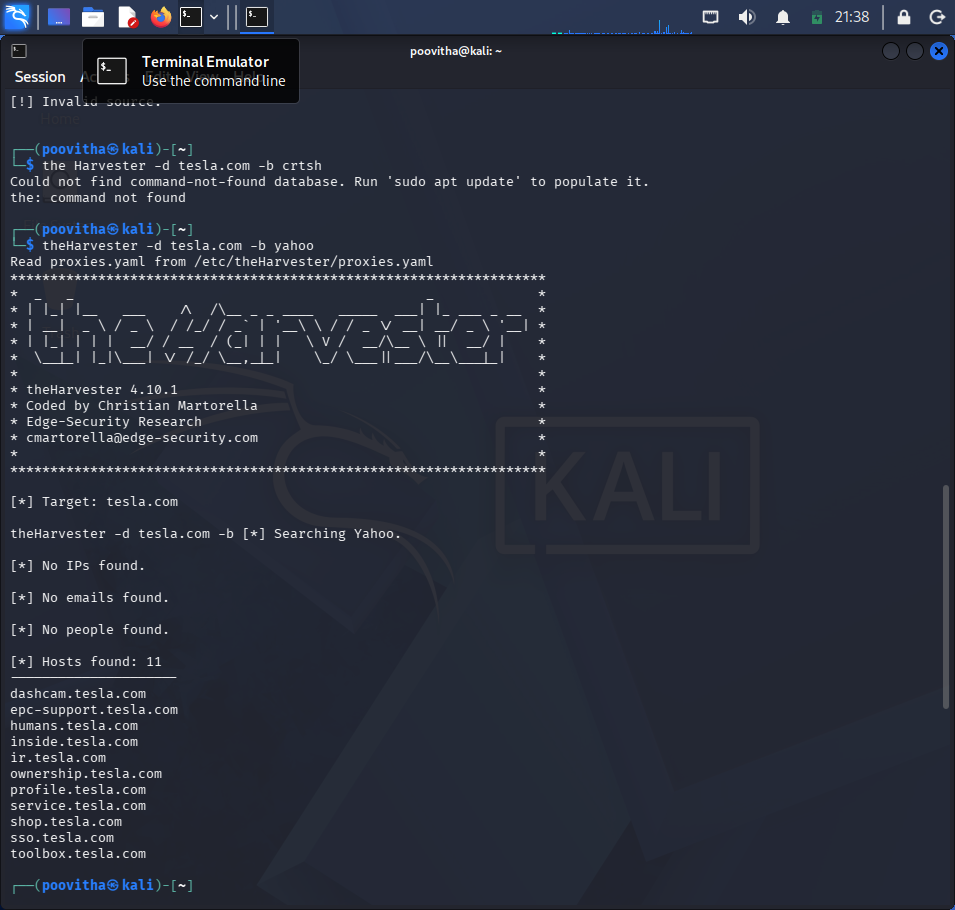 21:38
poovitha@kali: ~
Session
Terminal Emulator
Use the command line
[!] Invalid source.
Home
┌──(poovitha㉿kali)-[~]
└─$ the Harvester -d tesla.com -b crtsh
Could not find command-not-found database. Run 'sudo apt update' to populate it.
the: command not found
┌──(poovitha㉿kali)-[~]
└─$ theHarvester -d tesla.com -b yahoo
Read proxies.yaml from /etc/theHarvester/proxies.yaml
*******************************************************************
theHarvester
* theHarvester 4.10.1 *
* Coded by Christian Martorella *
* Edge-Security Research *
* cmartorella@edge-security.com *
* *
*******************************************************************
KALI
[*] Target: tesla.com
theHarvester -d tesla.com -b [*] Searching Yahoo.
[*] No IPs found.
[*] No emails found.
[*] No people found.
[*] Hosts found: 11
---------------------
dashcam.tesla.com
epc-support.tesla.com
humans.tesla.com
inside.tesla.com
ir.tesla.com
ownership.tesla.com
profile.tesla.com
service.tesla.com
shop.tesla.com
sso.tesla.com
toolbox.tesla.com
┌──(poovitha㉿kali)-[~]